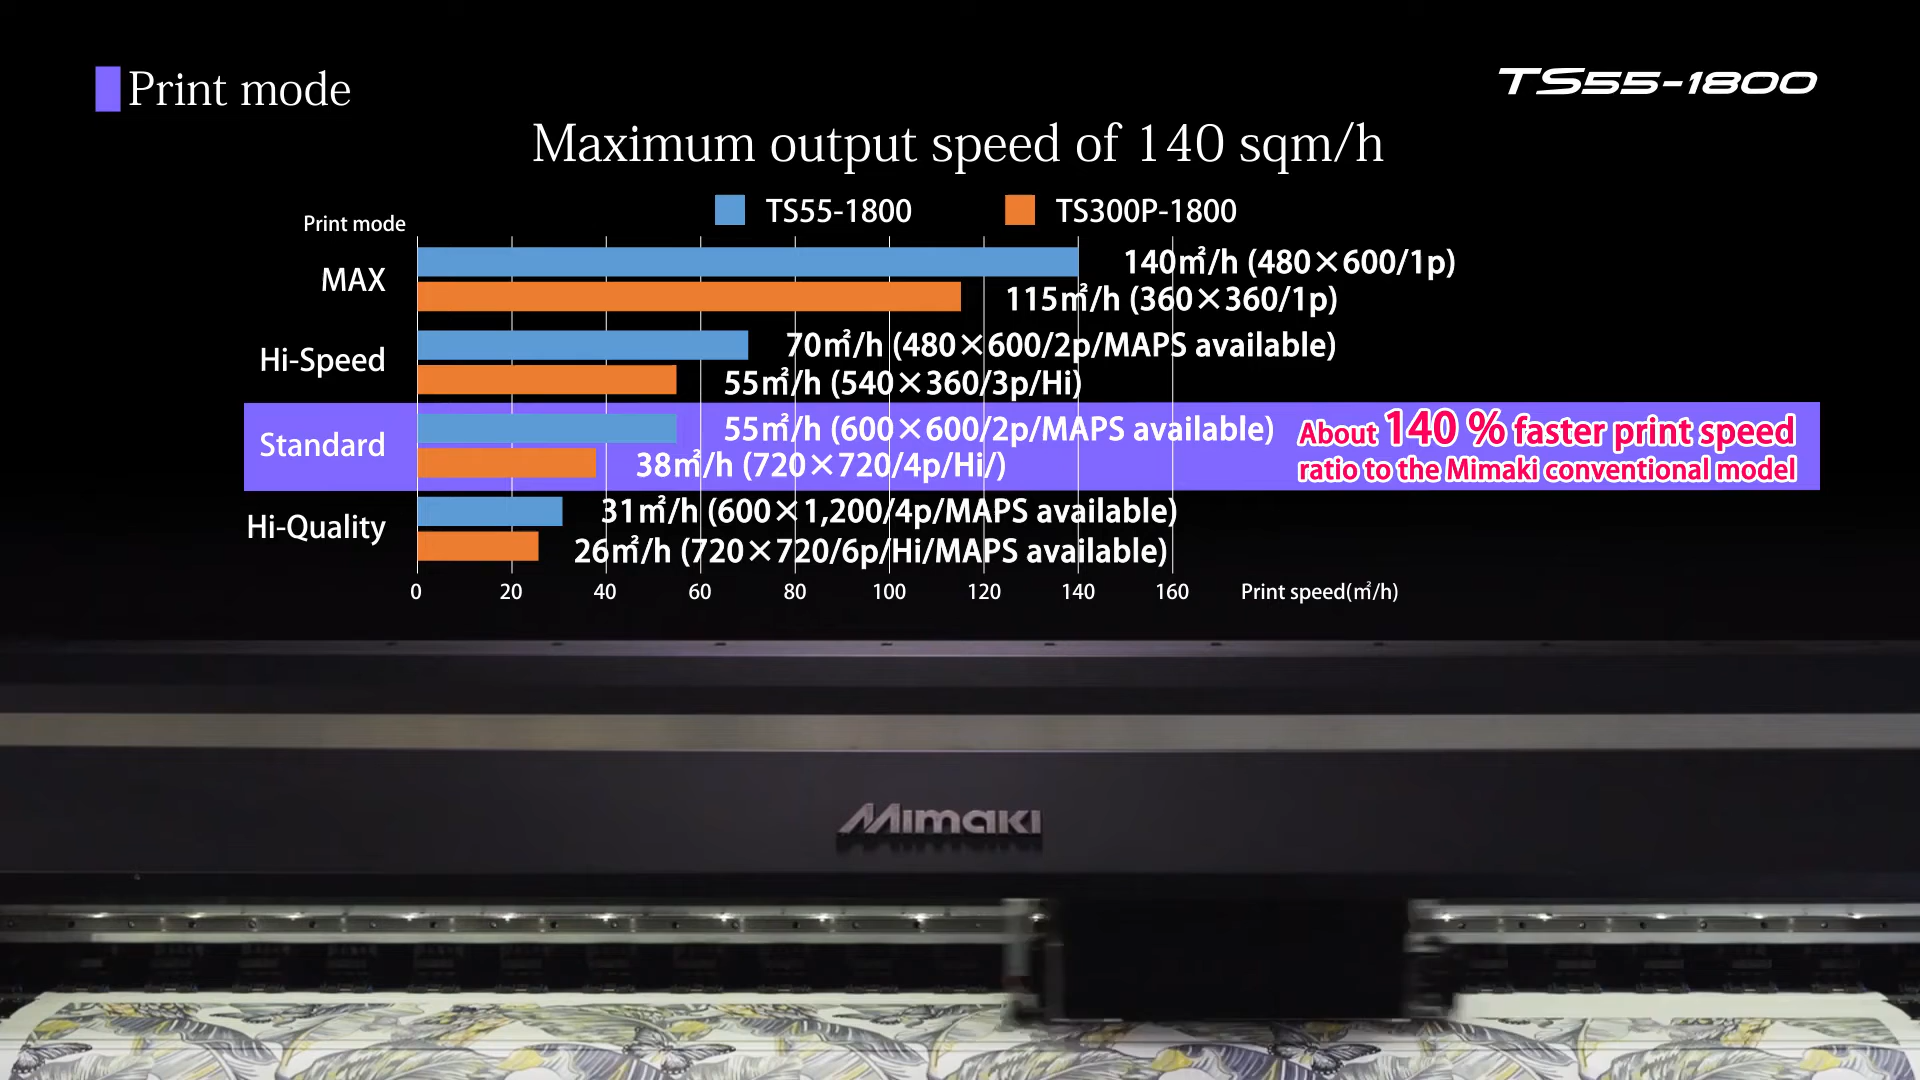 Print mode
TS55-1800
Maximum output speed of 140 sqm/h
TS55-1800
TS300P-1800
Print mode
MAX
140㎡/h (480×600/1p)
115㎡/h (360×360/1p)
Hi-Speed
70㎡/h (480×600/2p/MAPS available)
55㎡/h (540×360/3p/Hi)
Standard
55㎡/h (600×600/2p/MAPS available)
38㎡/h (720×720/4p/Hi/)
About 140 % faster print speed
ratio to the Mimaki conventional model
Hi-Quality
31㎡/h (600×1,200/4p/MAPS available)
26㎡/h (720×720/6p/Hi/MAPS available)
0 20 40 60 80 100 120 140 160 Print speed(㎡/h)
Mimaki